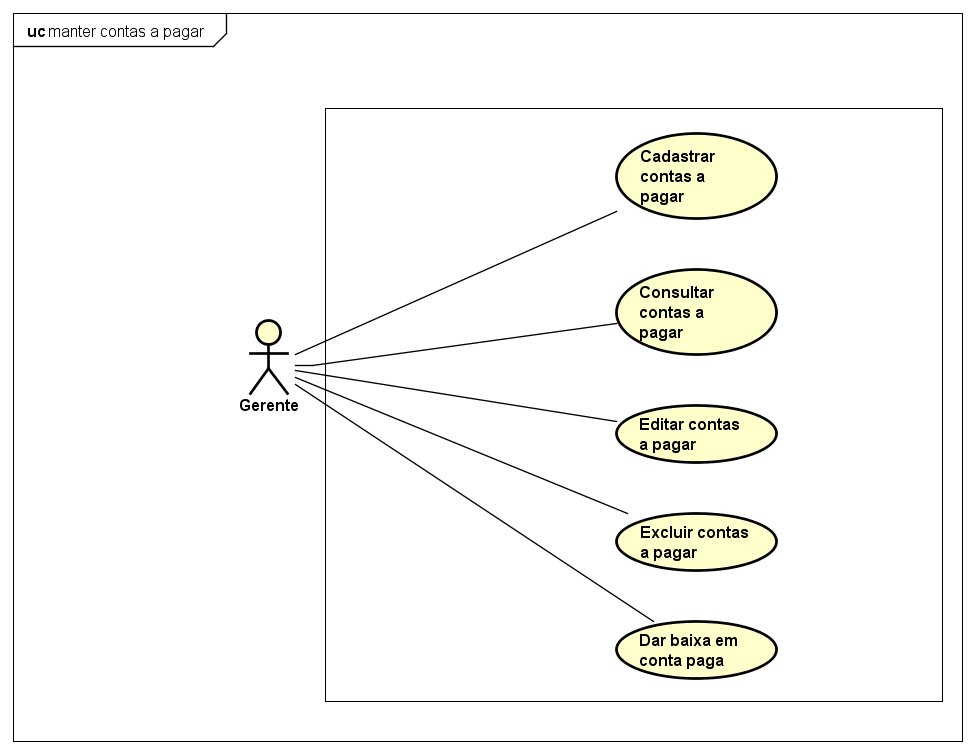 uc manter contas a pagar
Cadastrar
contas a
pagar
Consultar
contas a
pagar
Gerente
Editar contas
a pagar
Excluir contas
a pagar
Dar baixa em
conta paga